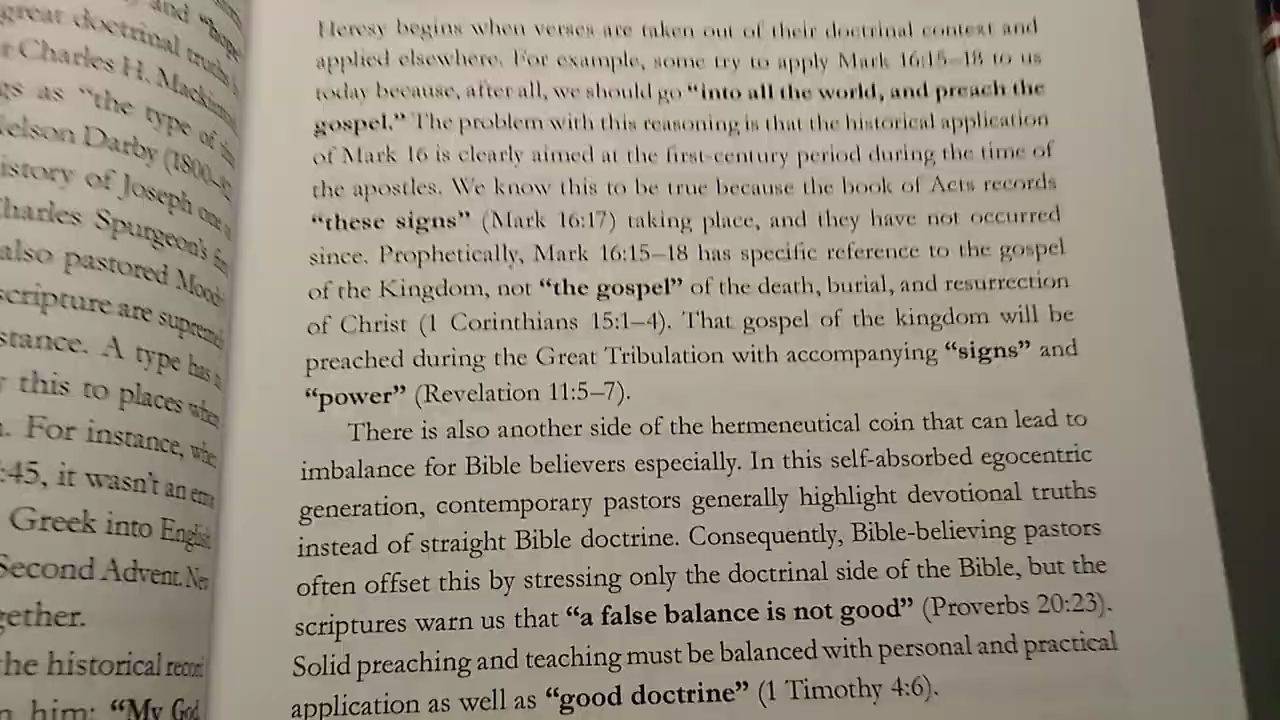 and "hope
great doctrinal truths
r Charles H. Mackintosh
gs as "the type of the
Nelson Darby (1800–
istory of Joseph one
Charles Spurgeon's
also pastored Moody
scripture are
stance. A type has
this to places when
. For instance,
:45, it wasn't an
Greek into English
Second Advent.
gether.
the historical record
him: "My God,
Heresy begins when verses are taken out of their doctrinal context and
applied elsewhere. For example, some try to apply Mark 16:15–18 to us
today because, after all, we should go "into all the world, and preach the
gospel." The problem with this reasoning is that the historical application
of Mark 16 is clearly aimed at the first-century period during the time of
the apostles. We know this to be true because the book of Acts records
"these signs" (Mark 16:17) taking place, and they have not occurred
since. Prophetically, Mark 16:15–18 has specific reference to the gospel
of the Kingdom, not "the gospel" of the death, burial, and resurrection
of Christ (1 Corinthians 15:1–4). That gospel of the kingdom will be
preached during the Great Tribulation with accompanying "signs" and
"power" (Revelation 11:5–7).
There is also another side of the hermeneutical coin that can lead to
imbalance for Bible believers especially. In this self-absorbed egocentric
generation, contemporary pastors generally highlight devotional truths
instead of straight Bible doctrine. Consequently, Bible-believing pastors
often offset this by stressing only the doctrinal side of the Bible, but the
scriptures warn us that "a false balance is not good" (Proverbs 20:23).
Solid preaching and teaching must be balanced with personal and practical
application as well as "good doctrine" (1 Timothy 4:6).